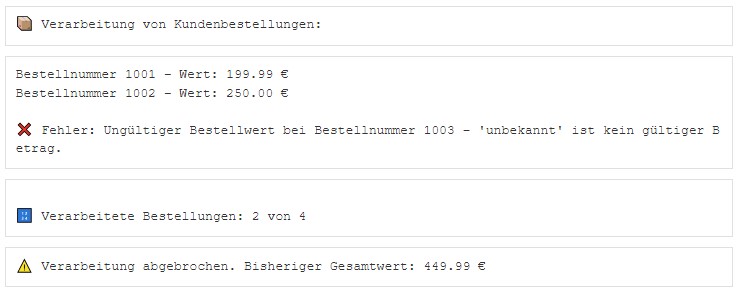 📦 Verarbeitung von Kundenbestellungen:
Bestellnummer 1001 – Wert: 199.99 €
Bestellnummer 1002 – Wert: 250.00 €
❌ Fehler: Ungültiger Bestellwert bei Bestellnummer 1003 – 'unbekannt' ist kein gültiger B
etrag.
🔢 Verarbeitete Bestellungen: 2 von 4
⚠️ Verarbeitung abgebrochen. Bisheriger Gesamtwert: 449.99 €